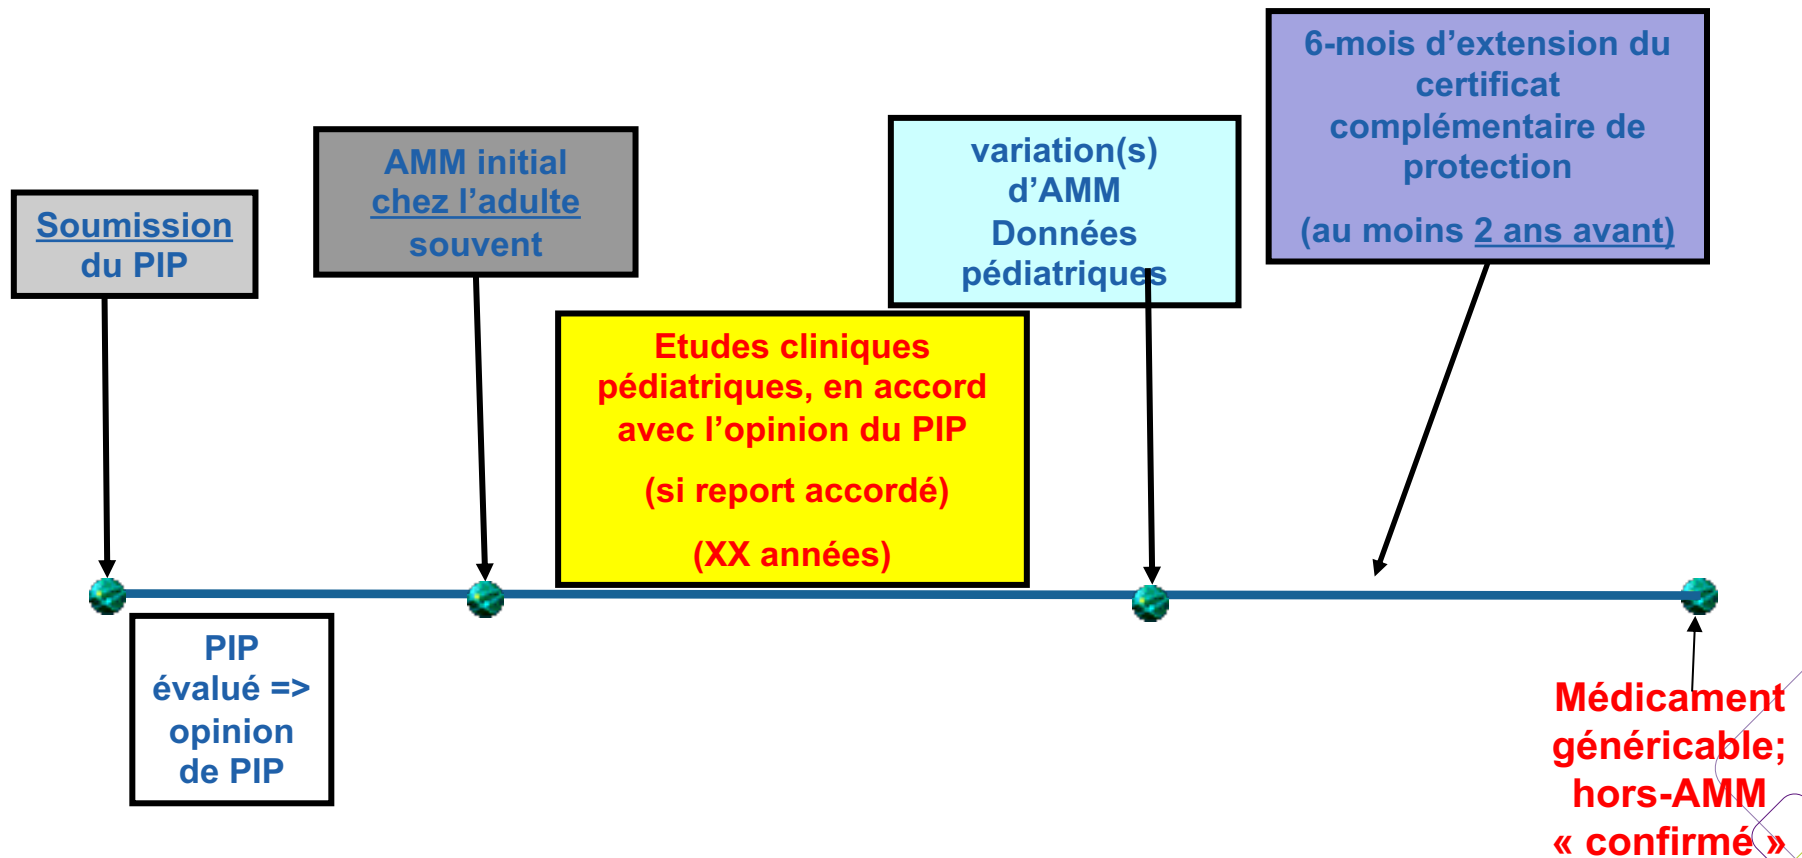 Soumission
du PIP
AMM initial
chez l’adulte
souvent
variation(s)
d’AMM
Données
pédiatriques
6-mois d’extension du
certificat
complémentaire de
protection
(au moins 2 ans avant)
Etudes cliniques
pédiatriques, en accord
avec l’opinion du PIP
(si report accordé)
(XX années)
PIP
évalué =>
opinion
de PIP
Médicament
généricable;
hors-AMM
« confirmé »